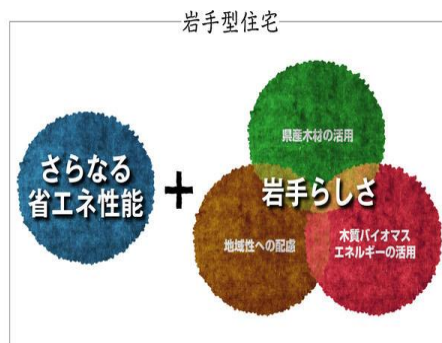 岩手型住宅
さらなる
省エネ性能
+
県産木材の活用
岩手らしさ
地域性への配慮
木質バイオマス
エネルギーの活用